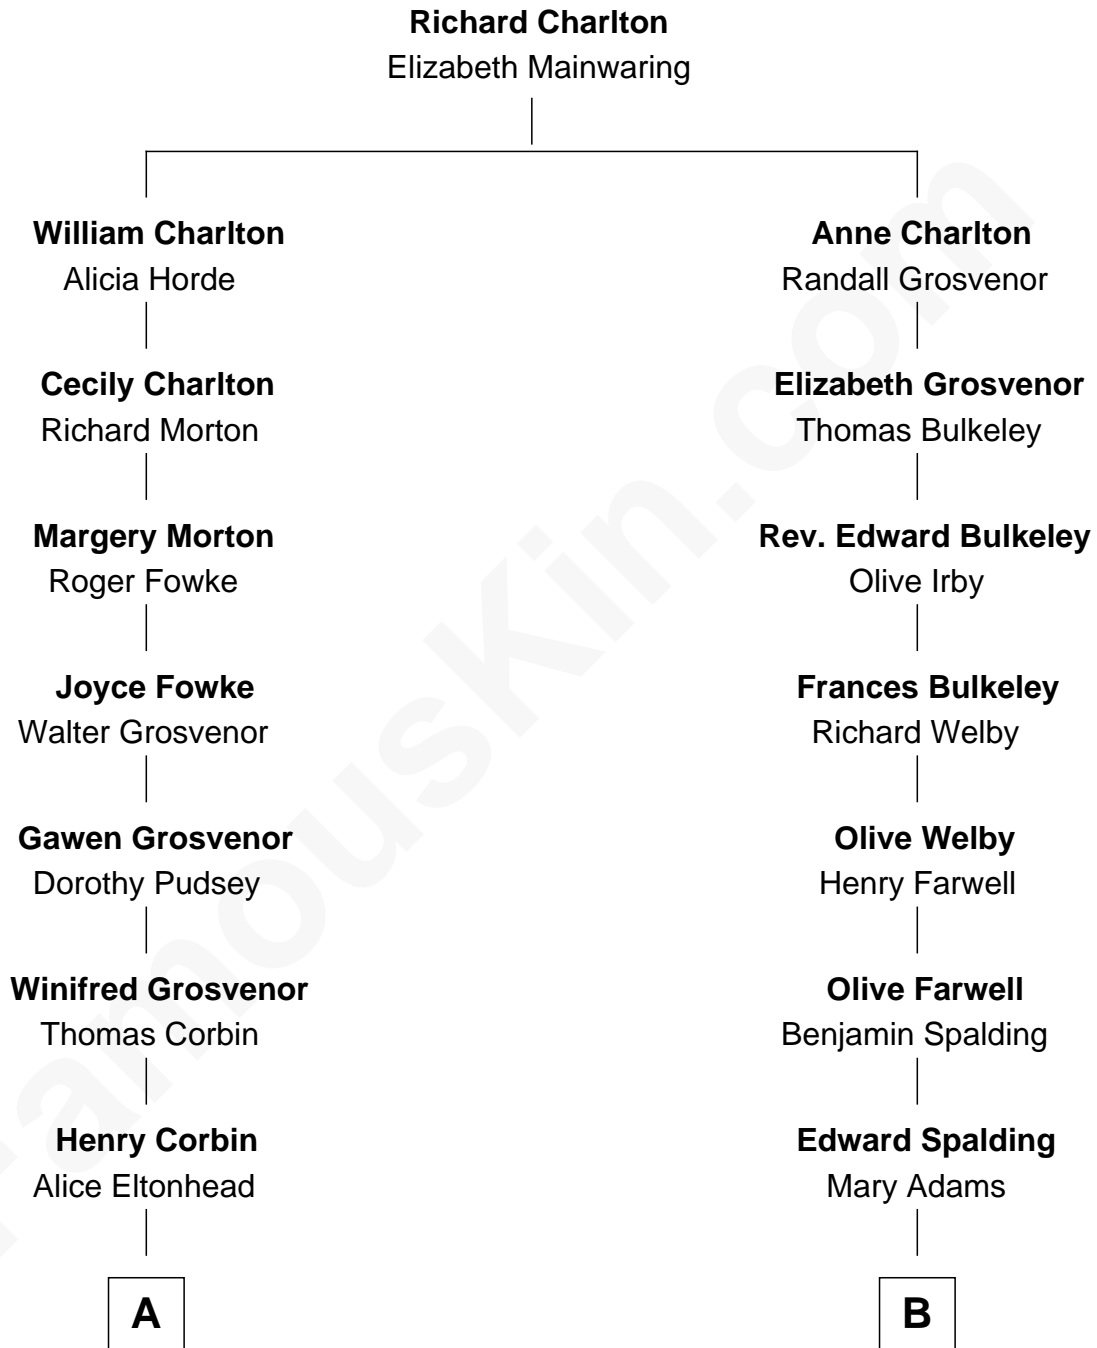 Richard Charlton
Elizabeth Mainwaring
William Charlton
Alicia Horde
Cecily Charlton
Richard Morton
Margery Morton
Roger Fowke
Joyce Fowke
Walter Grosvenor
Gawen Grosvenor
Dorothy Pudsey
Winifred Grosvenor
Thomas Corbin
Henry Corbin
Alice Eltonhead
A
Anne Charlton
Randall Grosvenor
Elizabeth Grosvenor
Thomas Bulkeley
Rev. Edward Bulkeley
Olive Irby
Frances Bulkeley
Richard Welby
Olive Welby
Henry Farwell
Olive Farwell
Benjamin Spalding
Edward Spalding
Mary Adams
B
FamousKin.com